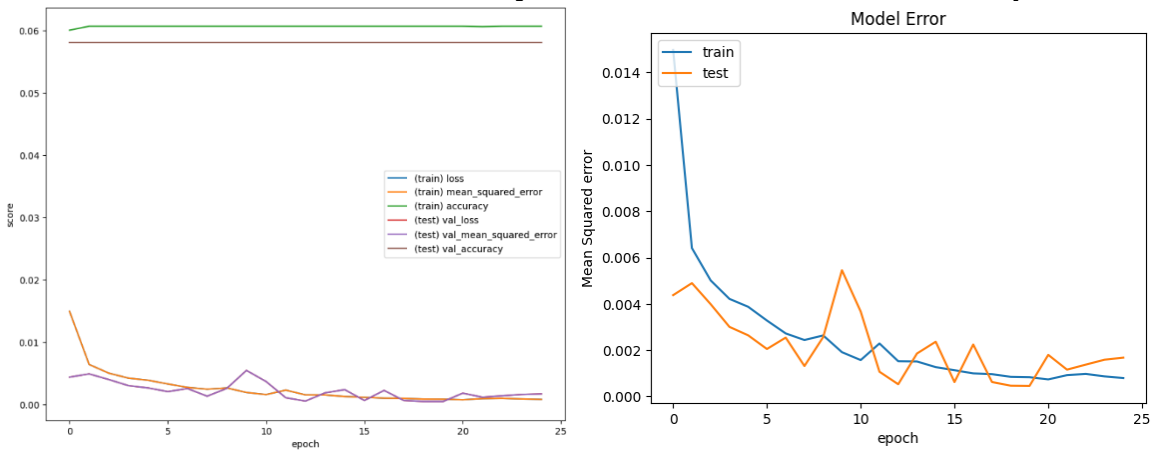 0.06
0.05
0.04
0.03
0.02
0.01
0.00
score
0
5
10
15
20
25
epoch
(train) loss
(train) mean_squared_error
(train) accuracy
(test) val_loss
(test) val_mean_squared_error
(test) val_accuracy
Model Error
train
test
0.014
0.012
0.010
0.008
0.006
0.004
0.002
0.000
Mean Squared error
0
5
10
15
20
25
epoch